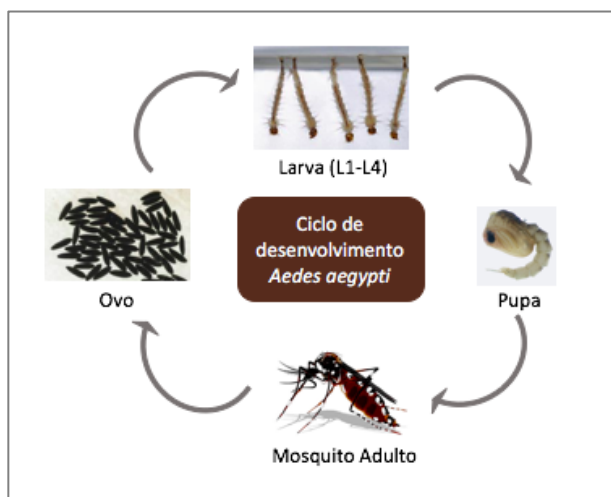 Larva (L1-L4)
Ciclo de
desenvolvimento
Aedes aegypti
Ovo
Pupa
Mosquito Adulto